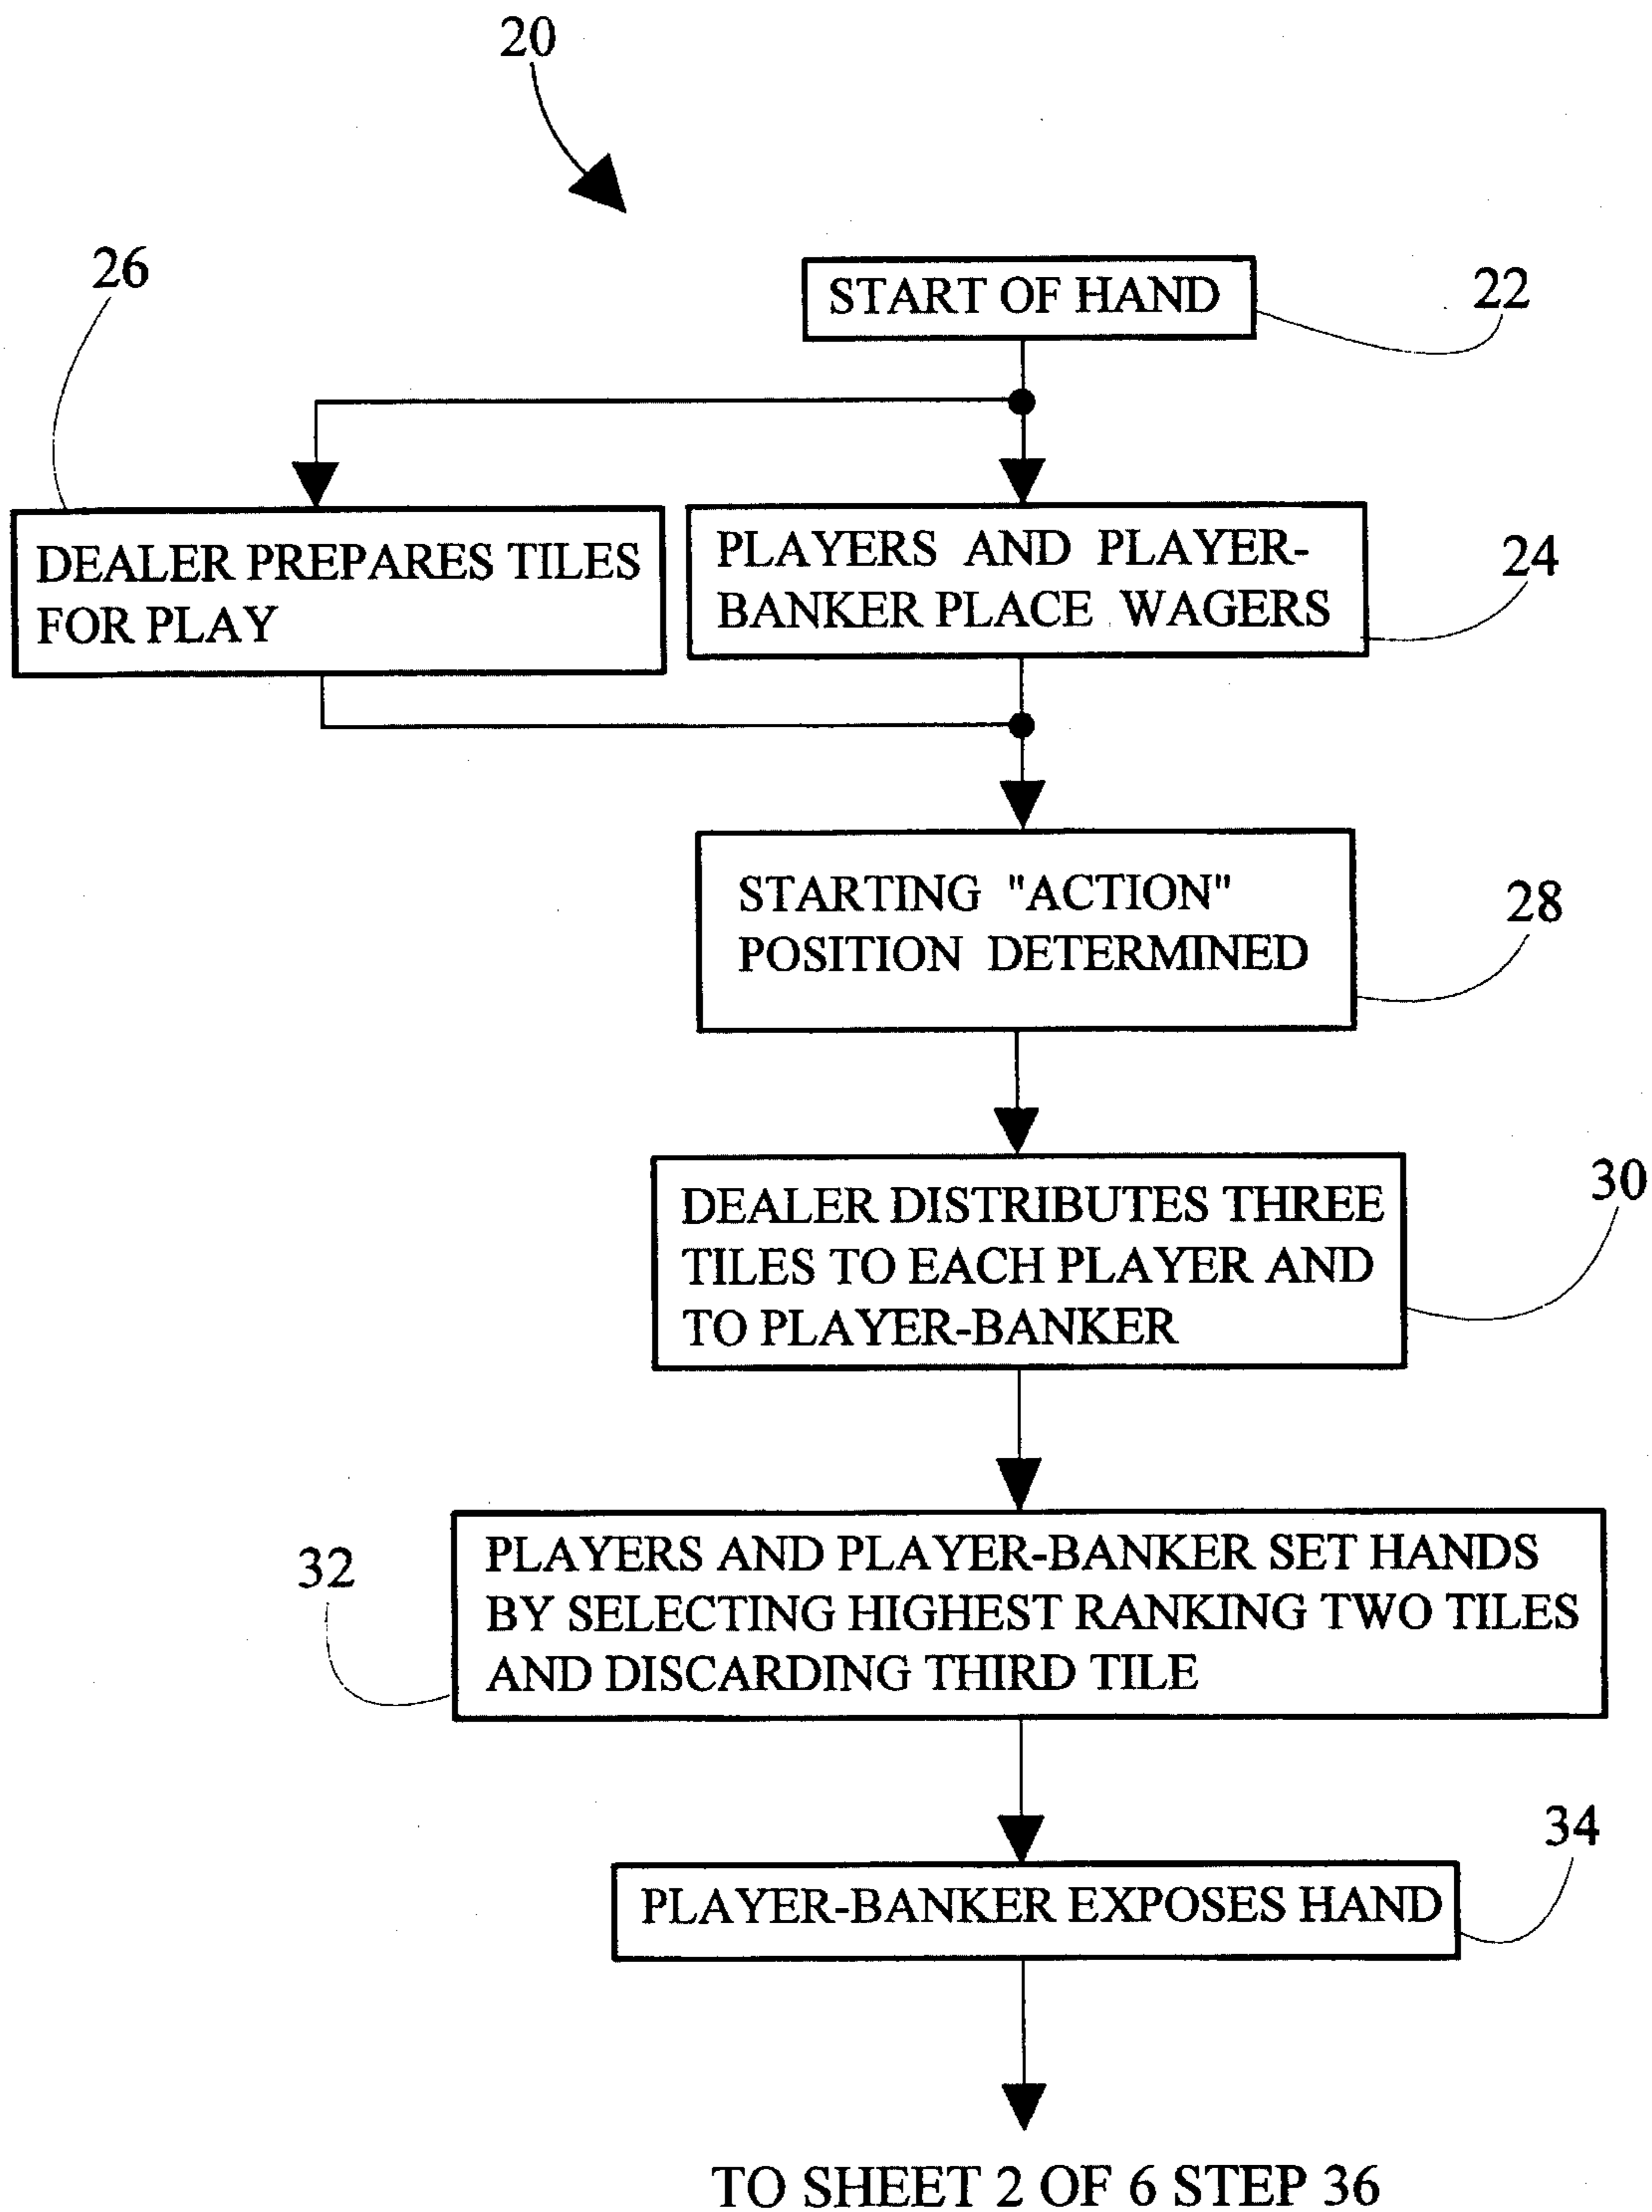 20
26
START OF HAND
22
DEALER PREPARES TILES
FOR PLAY
PLAYERS AND PLAYER-
BANKER PLACE WAGERS
24
STARTING "ACTION"
POSITION DETERMINED
28
DEALER DISTRIBUTES THREE
TILES TO EACH PLAYER AND
TO PLAYER-BANKER
30
32
PLAYERS AND PLAYER-BANKER SET HANDS
BY SELECTING HIGHEST RANKING TWO TILES
AND DISCARDING THIRD TILE
34
PLAYER-BANKER EXPOSES HAND
TO SHEET 2 OF 6 STEP 36